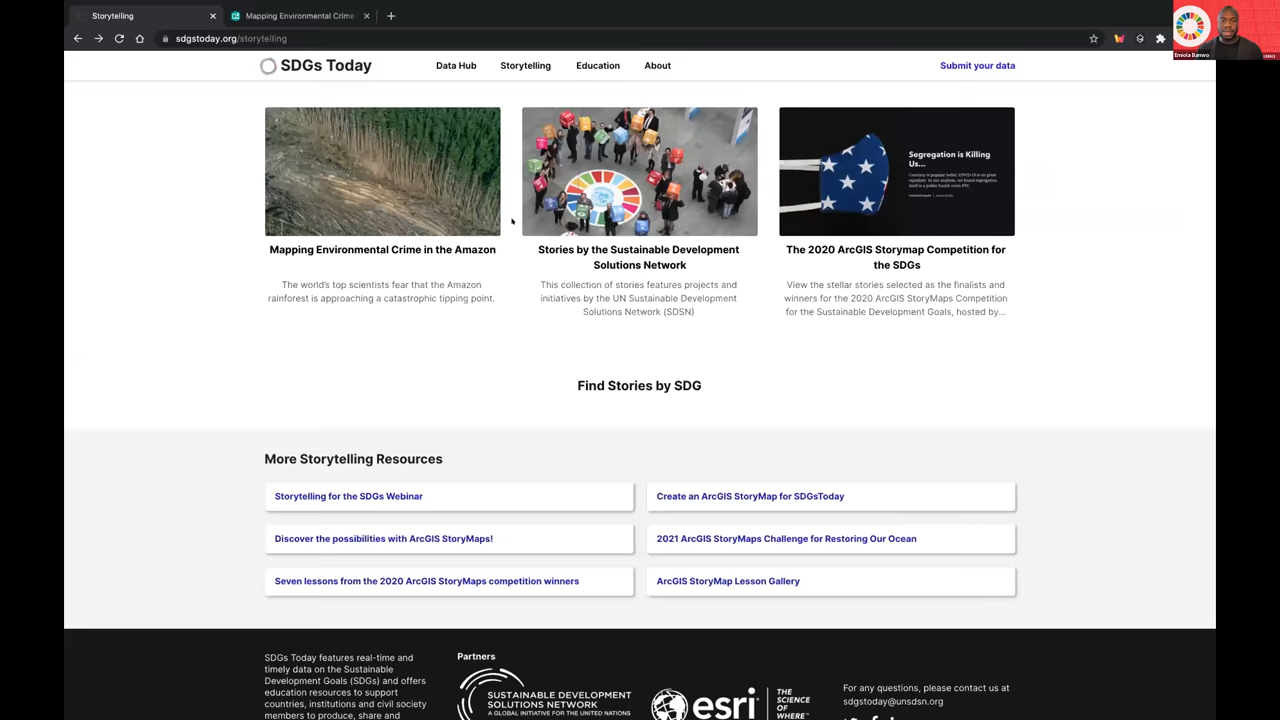 Storytelling
Mapping Environmental Crime
sdgstoday.org/storytelling
Emiola Banwo
SDGs Today
Data Hub
Storytelling
Education
About
Submit your data
Segregation is Killing
Us...
Mapping Environmental Crime in the Amazon
The world's top scientists fear that the Amazon
rainforest is approaching a catastrophic tipping point.
Stories by the Sustainable Development
Solutions Network
This collection of stories features projects and
initiatives by the UN Sustainable Development
Solutions Network (SDSN)
The 2020 ArcGIS Storymap Competition for
the SDGs
View the stellar stories selected as the finalists and
winners for the 2020 ArcGIS StoryMaps Competition
for the Sustainable Development Goals, hosted by...
Find Stories by SDG
More Storytelling Resources
Storytelling for the SDGs Webinar
Create an ArcGIS StoryMap for SDGsToday
Discover the possibilities with ArcGIS StoryMaps!
2021 ArcGIS StoryMaps Challenge for Restoring Our Ocean
Seven lessons from the 2020 ArcGIS StoryMaps competition winners
ArcGIS StoryMap Lesson Gallery
SDGs Today features real-time and
timely data on the Sustainable
Development Goals (SDGs) and offers
education resources to support
countries, institutions and civil society
members to produce, share and
Partners
SUSTAINABLE DEVELOPMENT
SOLUTIONS NETWORK
A GLOBAL INITIATIVE FOR THE UNITED NATIONS
esri
THE
SCIENCE
OF
WHERE™
For any questions, please contact us at
sdgstoday@unsdsn.org